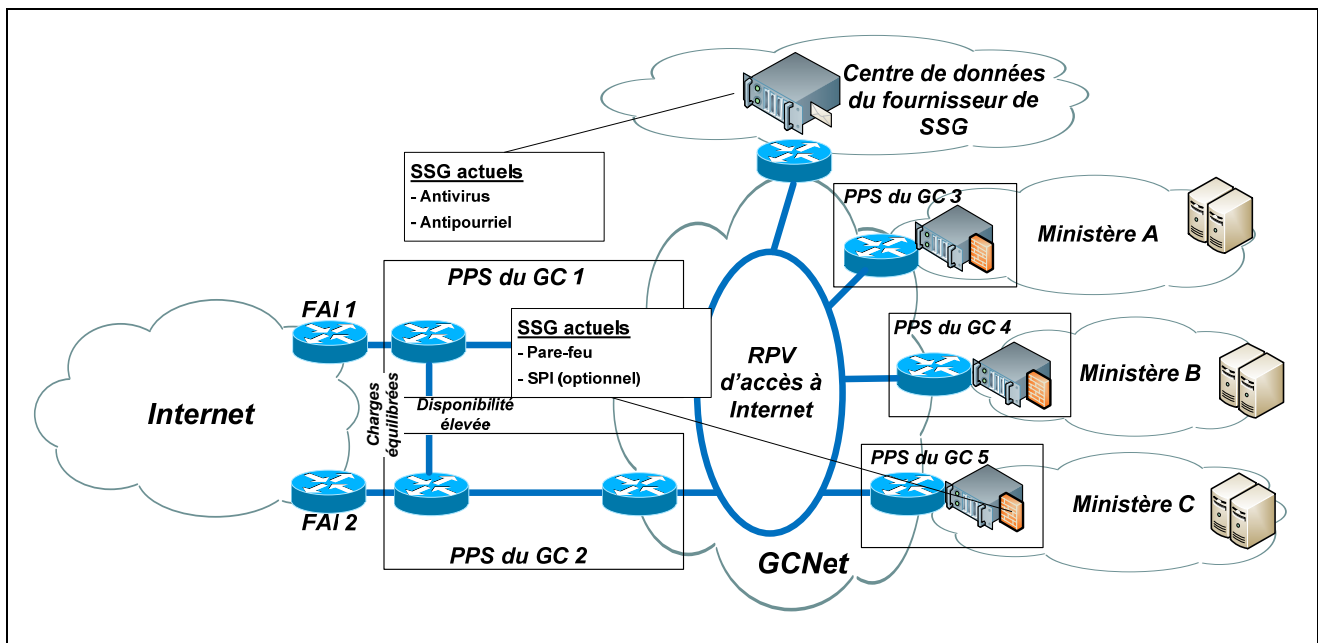 Centre de données
du fournisseur de
SSG
SSG actuels
- Antivirus
- Antipourriel
PPS du GC 3
Ministère A
PPS du GC 1
FAI 1
SSG actuels
- Pare-feu
- SPI (optionnel)
PPS du GC 4
Ministère B
RPV
d'accès à
Internet
Internet
Charges
équilibrées
Disponibilité
élevée
PPS du GC 5
Ministère C
FAI 2
PPS du GC 2
GCNet